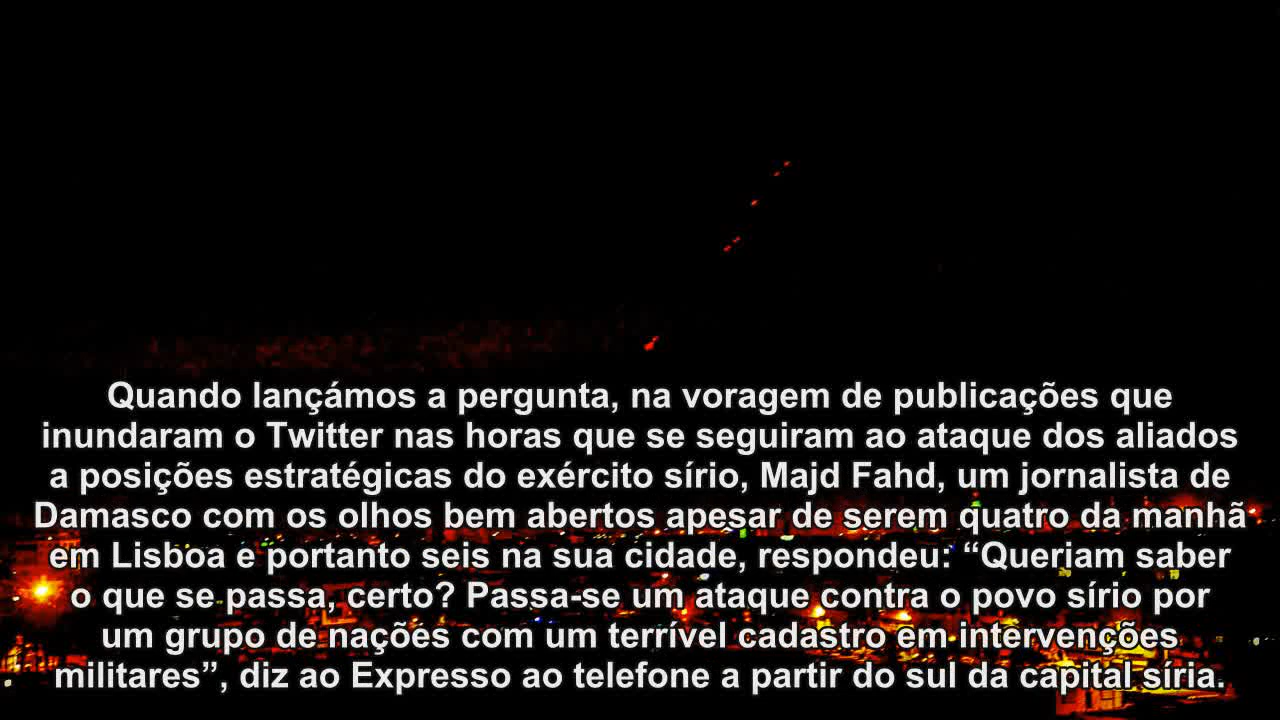 Quando lançámos a pergunta, na voragem de publicações que
inundaram o Twitter nas horas que se seguiram ao ataque dos aliados
a posições estratégicas do exército sírio, Majd Fahd, um jornalista de
Damasco com os olhos bem abertos apesar de serem quatro da manhã
em Lisboa e portanto seis na sua cidade, respondeu: “Queriam saber
o que se passa, certo? Passa-se um ataque contra o povo sírio por
um grupo de nações com um terrível cadastro em intervenções
militares”, diz ao Expresso ao telefone a partir do sul da capital síria.